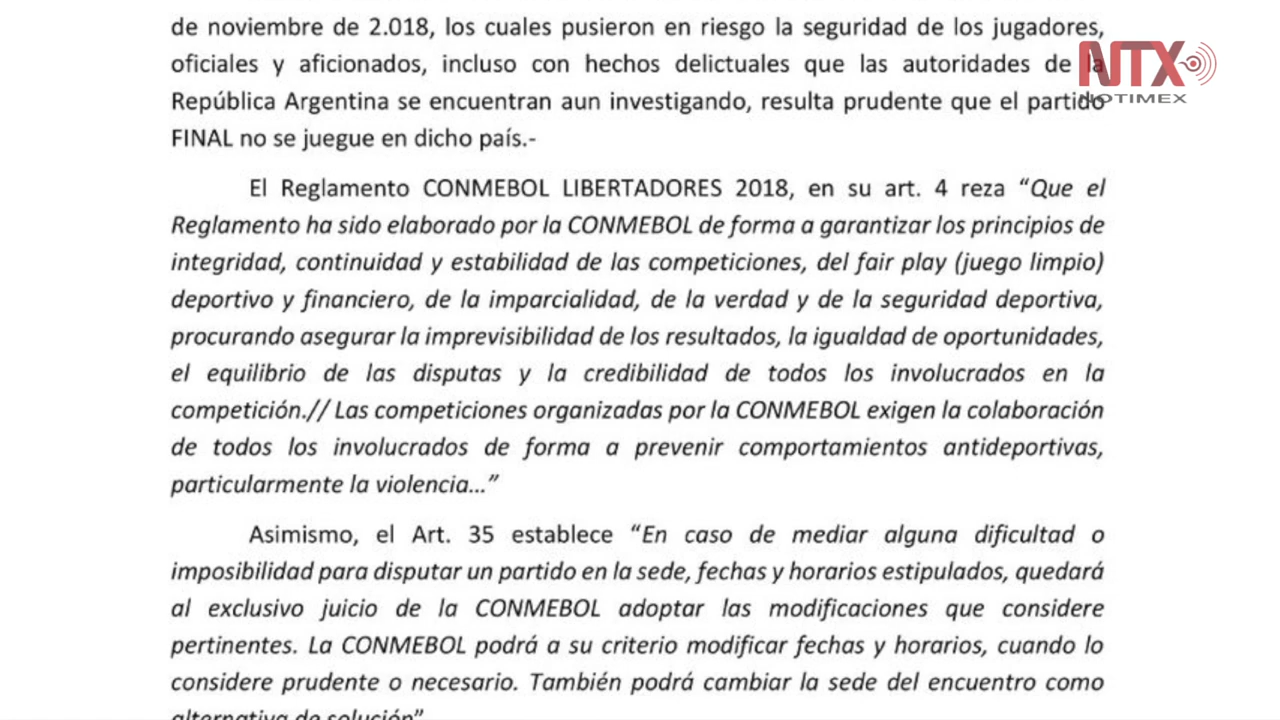 de noviembre de 2.018, los cuales pusieron en riesgo la seguridad de los jugadores,
oficiales y aficionados, incluso con hechos delictuales que las autoridades de la
República Argentina se encuentran aun investigando, resulta prudente que el partido
FINAL no se juegue en dicho país.-
NTX
NOTIMEX
El Reglamento CONMEBOL LIBERTADORES 2018, en su art. 4 reza “Que el
Reglamento ha sido elaborado por la CONMEBOL de forma a garantizar los principios de
integridad, continuidad y estabilidad de las competiciones, del fair play (juego limpio)
deportivo y financiero, de la imparcialidad, de la verdad y de la seguridad deportiva,
procurando asegurar la imprevisibilidad de los resultados, la igualdad de oportunidades,
el equilibrio de las disputas y la credibilidad de todos los involucrados en la
competición.// Las competiciones organizadas por la CONMEBOL exigen la colaboración
de todos los involucrados de forma a prevenir comportamientos antideportivas,
particularmente la violencia...”
Asimismo, el Art. 35 establece “En caso de mediar alguna dificultad o
imposibilidad para disputar un partido en la sede, fechas y horarios estipulados, quedará
al exclusivo juicio de la CONMEBOL adoptar las modificaciones que considere
pertinentes. La CONMEBOL podrá a su criterio modificar fechas y horarios, cuando lo
considere prudente o necesario. También podrá cambiar la sede del encuentro como
alternativa de solución”